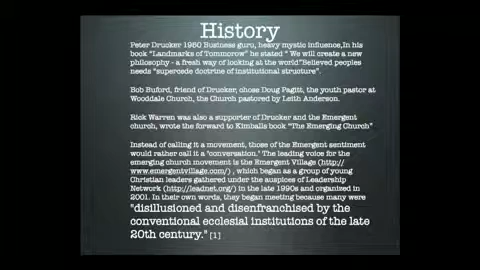 History
Peter Drucker 1950 Business guru, heavy mystic influence,In his
book "Landmarks of Tommorow" he stated " We will create a new
philosophy - a fresh way of looking at the world"Believed peoples
needs "supercede doctrine of institutional structure".
Bob Buford, friend of Drucker, chose Doug Pagitt, the youth pastor at
Wooddale Church, the Church pastored by Leith Anderson.
Rick Warren was also a supporter of Drucker and the Emergent
church, wrote the forward to Kimballs book "The Emerging Church"
Instead of calling it a movement, those of the Emergent sentiment
would rather call it a "conversation." The leading voice for the
emerging church movement is the Emergent Village (http://
www.emergentvillage.com/) , which began as a group of young
Christian leaders gathered under the auspices of Leadership
Network (http://leadnet.org/) in the late 1990s and organized in
2001. In their own words, they began meeting because many were
"disillusioned and disenfranchised by the
conventional ecclesial institutions of the late
20th century." [1]